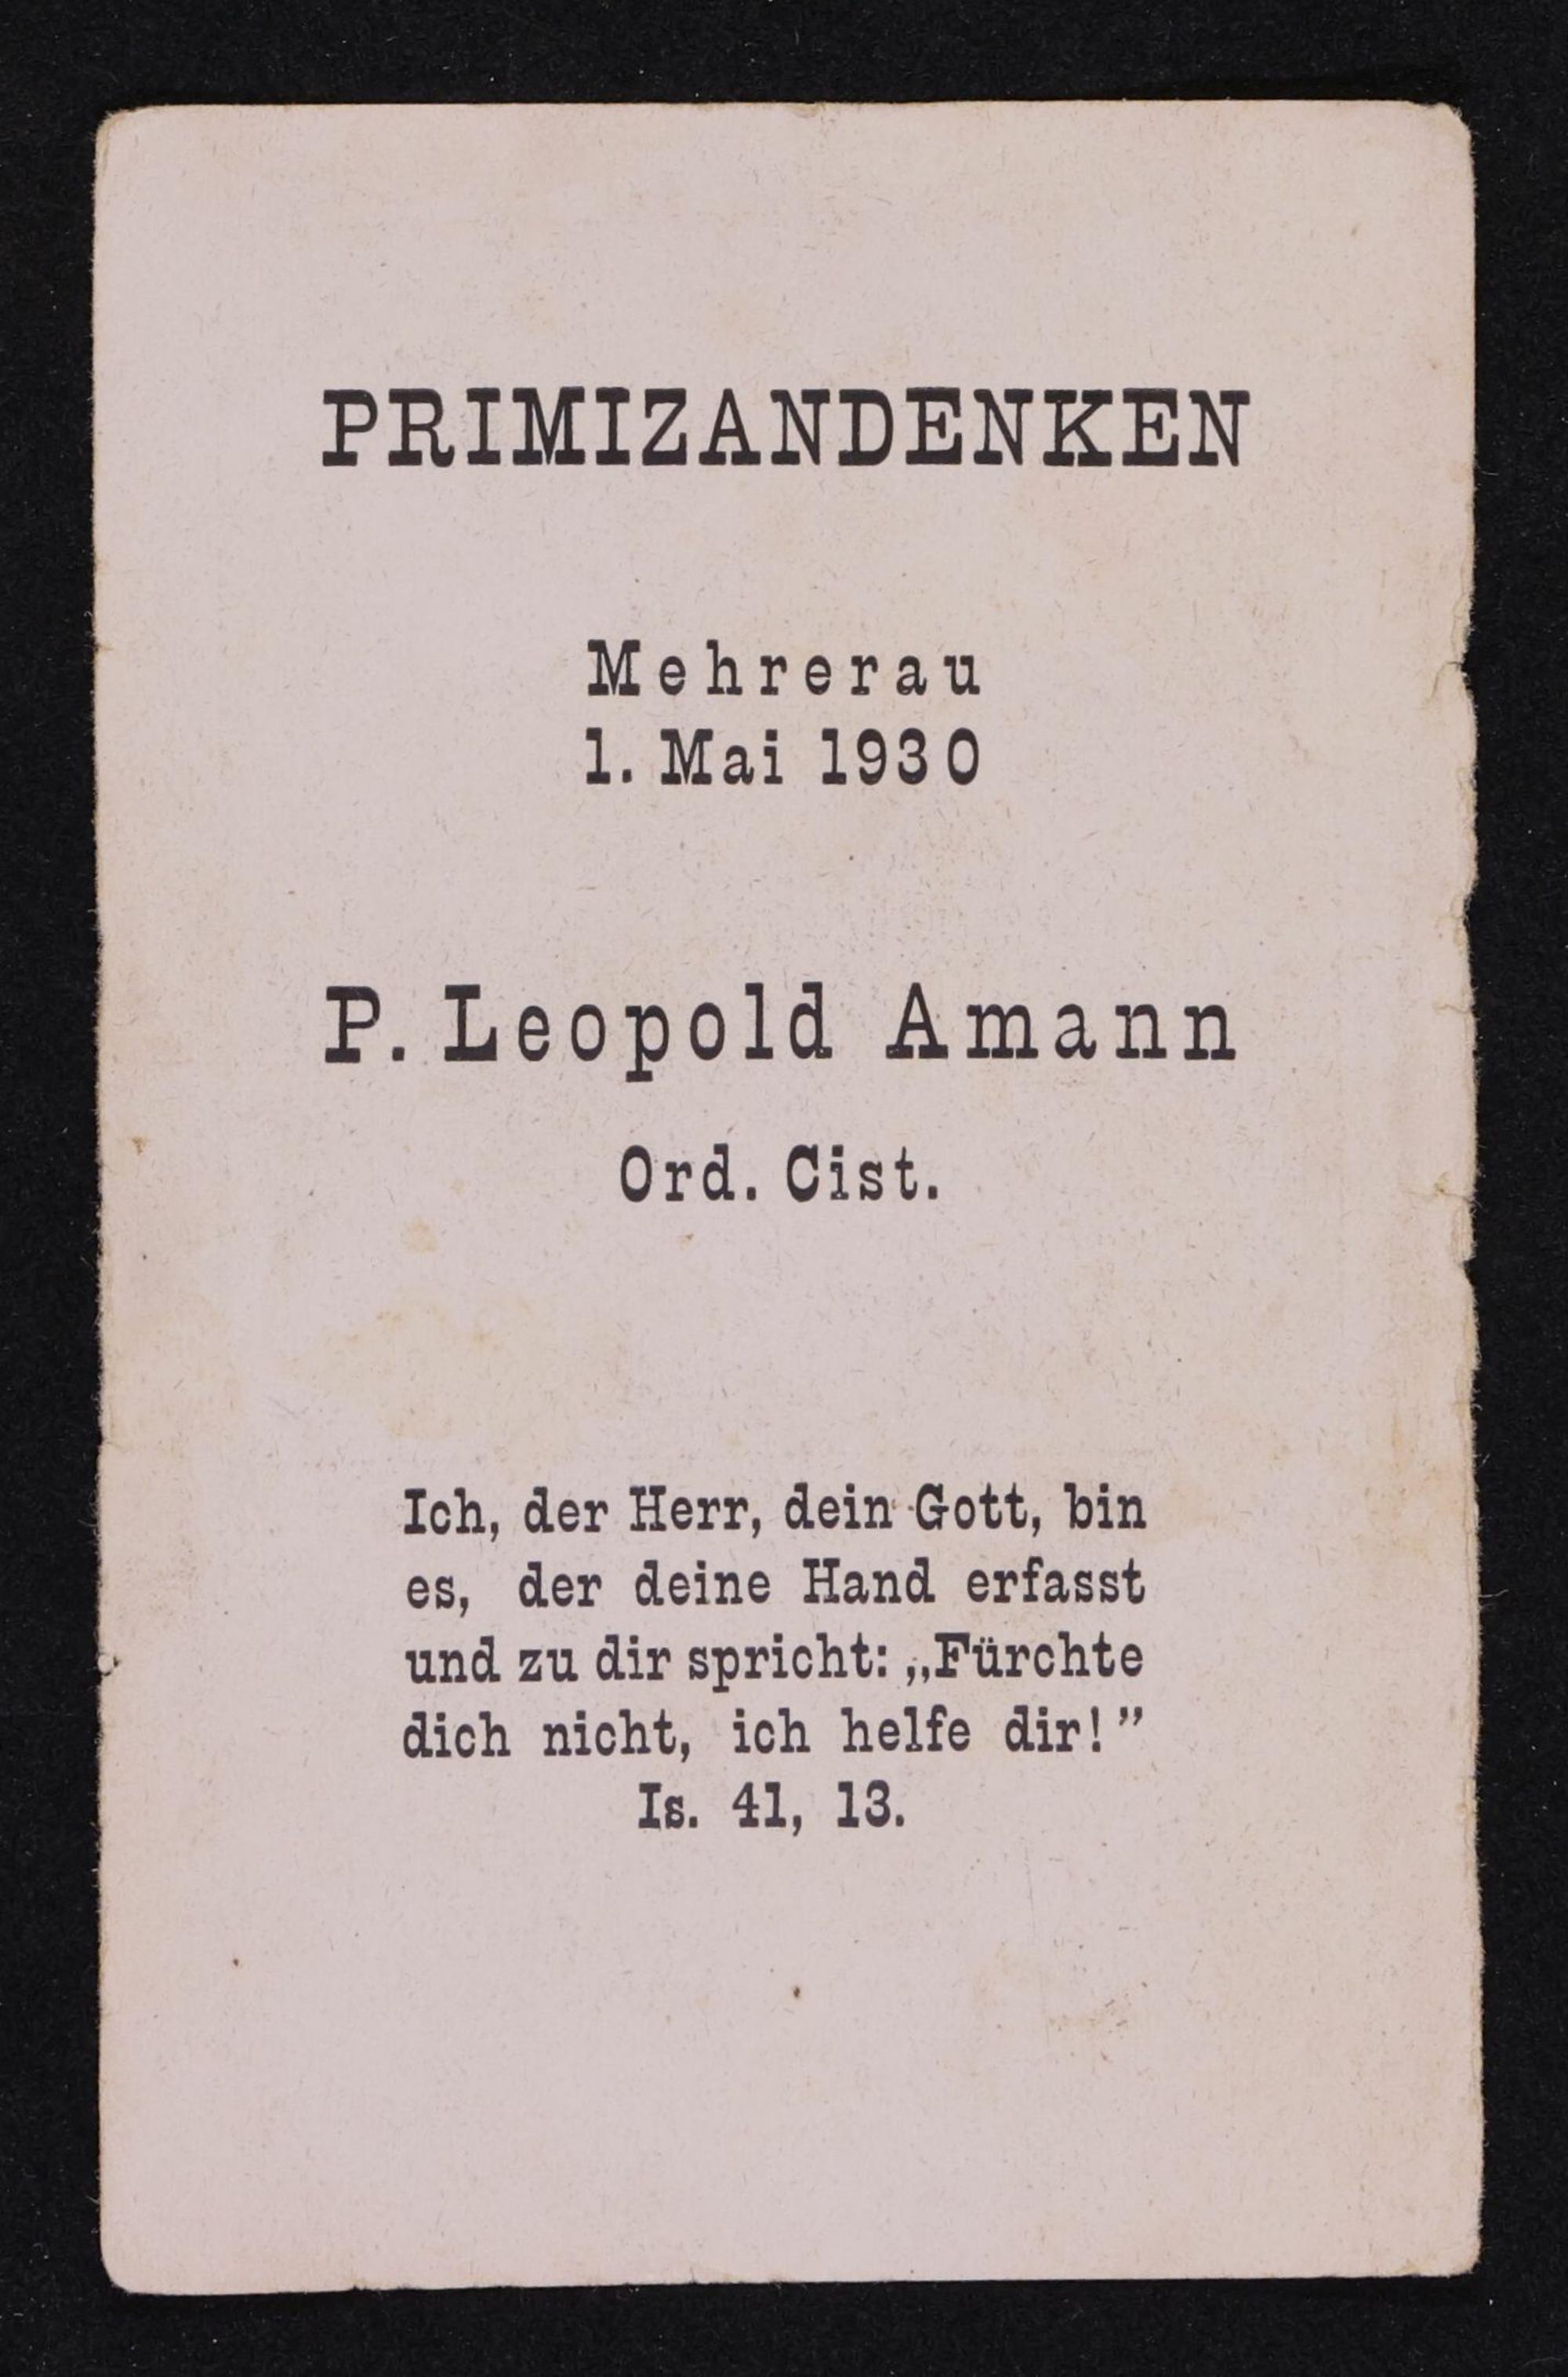 PRIMIZANDENKEN
Mehrerau
1. Mai 1930
P. Leopold Amann
Ord. Cist.
Ich, der Herr, dein Gott, bin
es, der deine Hand erfasst
und zu dir spricht: „Fürchte
dich nicht, ich helfe dir!”
Is. 41, 13.